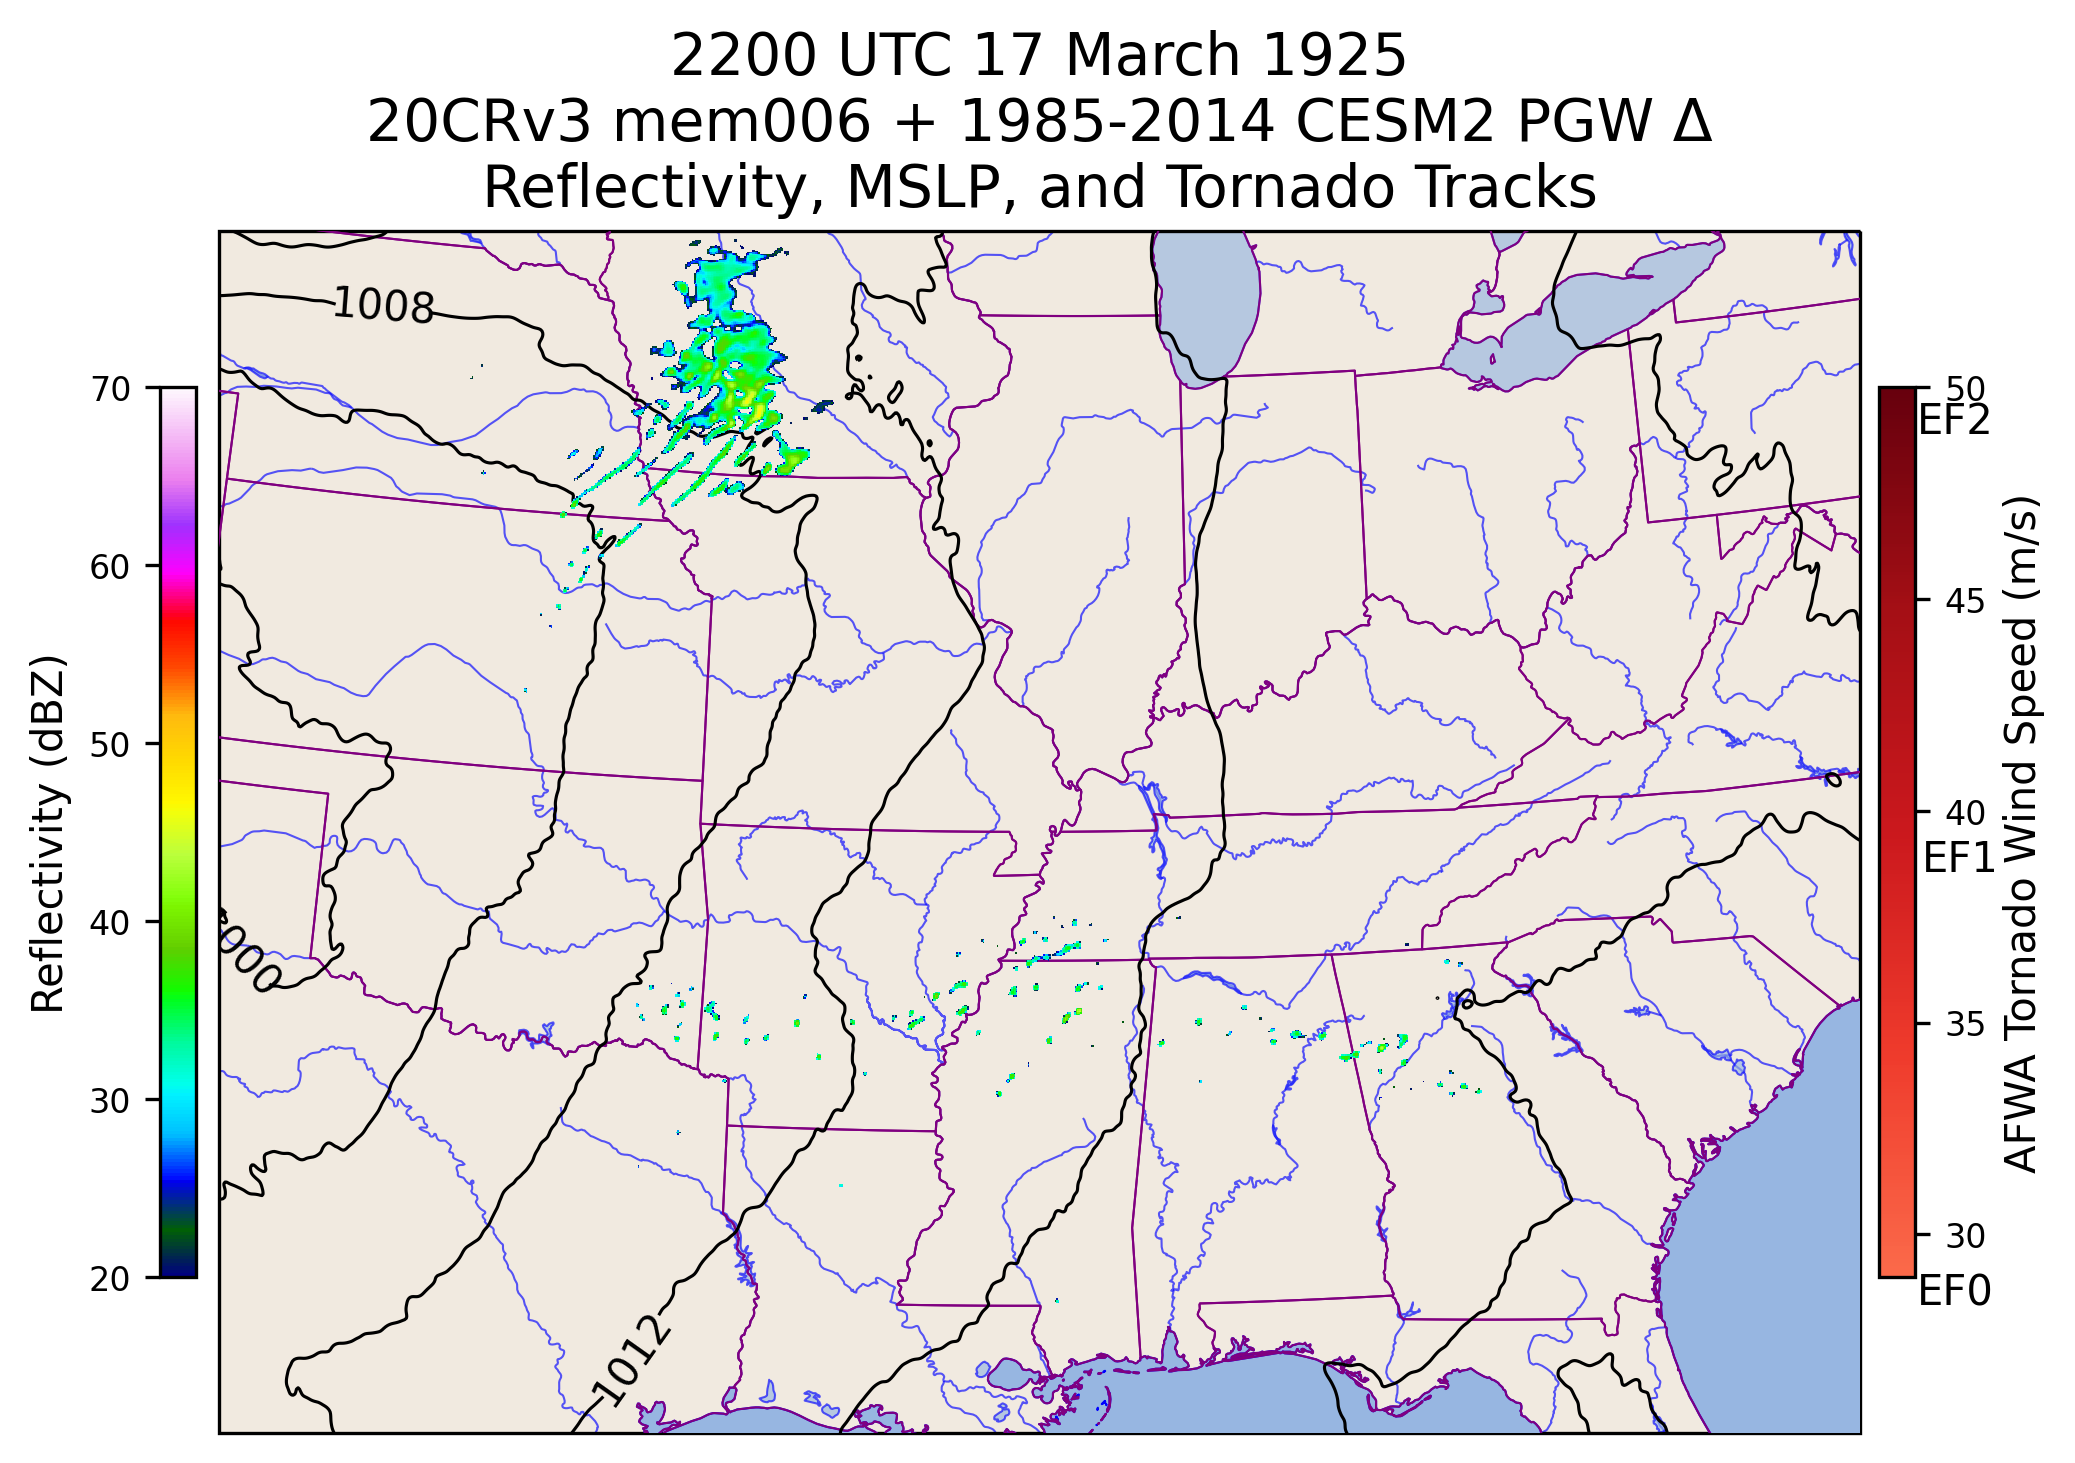 2200 UTC 17 March 1925
20CRv3 mem006 + 1985-2014 CESM2 PGW Δ
Reflectivity, MSLP, and Tornado Tracks
Reflectivity (dBZ)
70
60
50
40
30
20
1008
000
1012
50
EF2
45
40
EF1
35
30
EF0
AFWA Tornado Wind Speed (m/s)